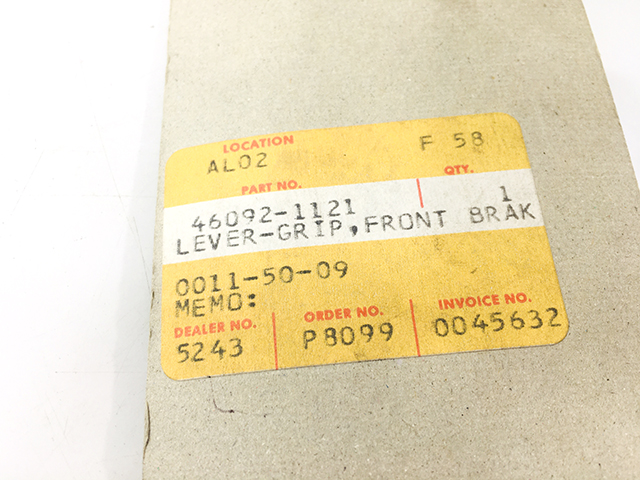 LOCATION
AL02 F 58
PART NO. QTY.
46092-1121 1
LEVER-GRIP,FRONT BRAK
0011-50-09
MEMO:
DEALER NO. ORDER NO. INVOICE NO.
5243 P8099 0045632